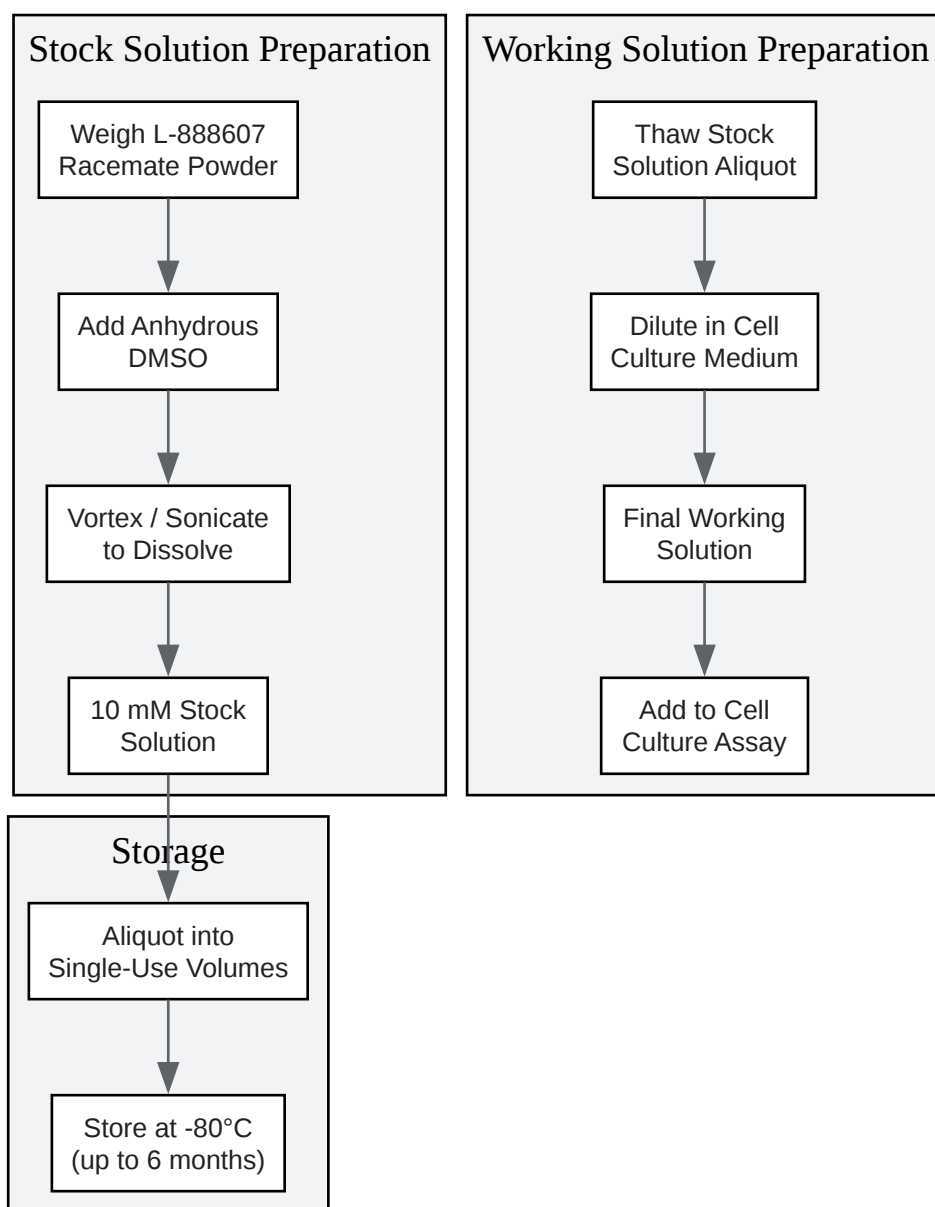 Stock Solution Preparation
Weigh L-888607
Racemate Powder
Add Anhydrous
DMSO
Vortex / Sonicate
to Dissolve
10 mM Stock
Solution
Storage
Aliquot into
Single-Use Volumes
Store at -80°C
(up to 6 months)
Working Solution Preparation
Thaw Stock
Solution Aliquot
Dilute in Cell
Culture Medium
Final Working
Solution
Add to Cell
Culture Assay